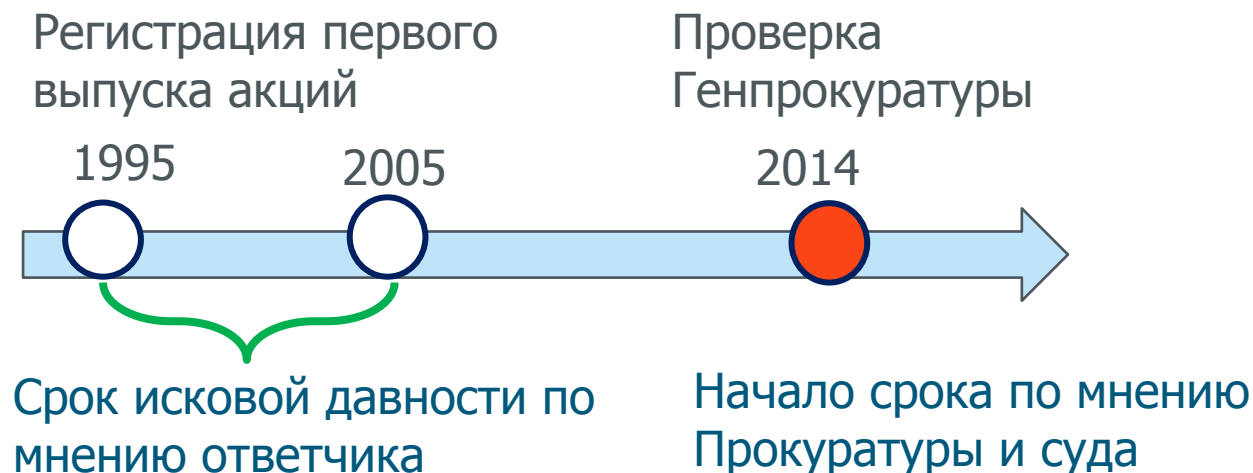 Регистрация первого
выпуска акций
Проверка
Генпрокуратуры
1995
2005
2014
Срок исковой давности по
мнению ответчика
Начало срока по мнению
Прокуратуры и суда